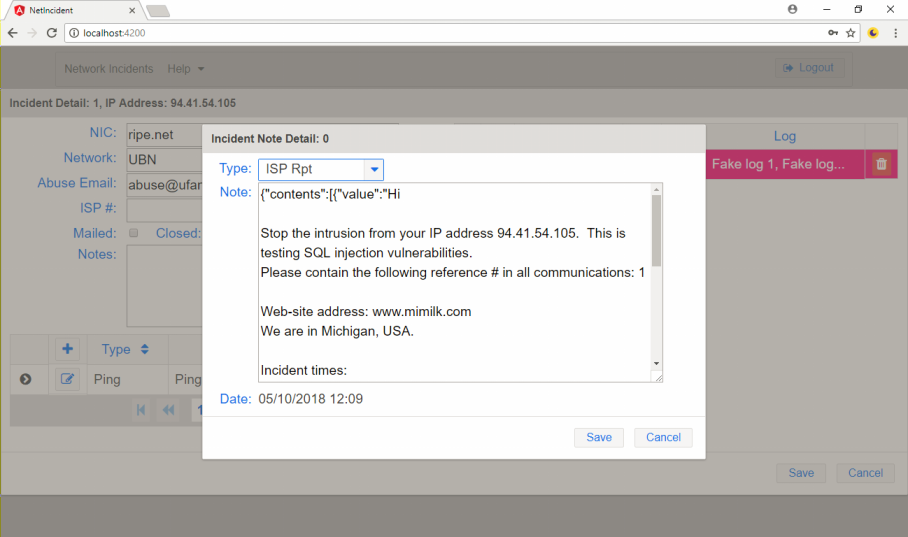 NetIncident
localhost:4200
Network Incidents Help
Logout
Incident Detail: 1, IP Address: 94.41.54.105
NIC: ripe.net
Network: UBN
Abuse Email:
ISP #:
Mailed: Closed:
Notes:
Log
Fake log 1, Fake log...
Type
Ping Ping
1
Save Cancel
Incident Note Detail: 0
Type: ISP Rpt
Note: {"contents":[{"value":"Hi
Stop the intrusion from your IP address 94.41.54.105.  This is
testing SQL injection vulnerabilities.
Please contain the following reference # in all communications: 1
Web-site address: www.mimilk.com
We are in Michigan, USA.
Incident times:
Date: 05/10/2018 12:09
Save Cancel